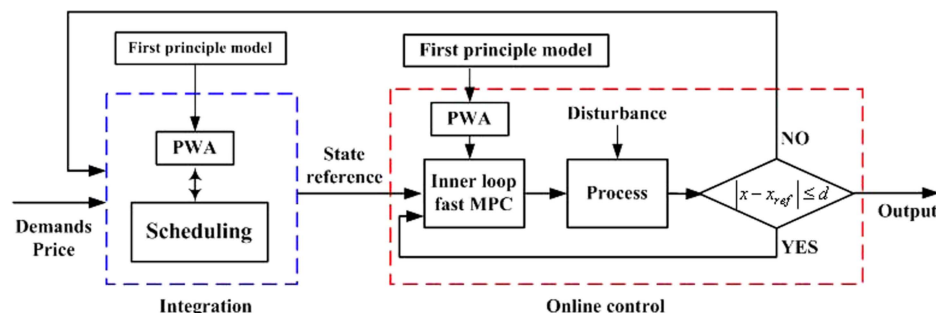 First principle model
First principle model
PWA
Scheduling
Demands
Price
Integration
State
reference
PWA
Inner loop
fast MPC
Disturbance
Process
NO
|x − x_ref| ≤ d
YES
Output
Online control